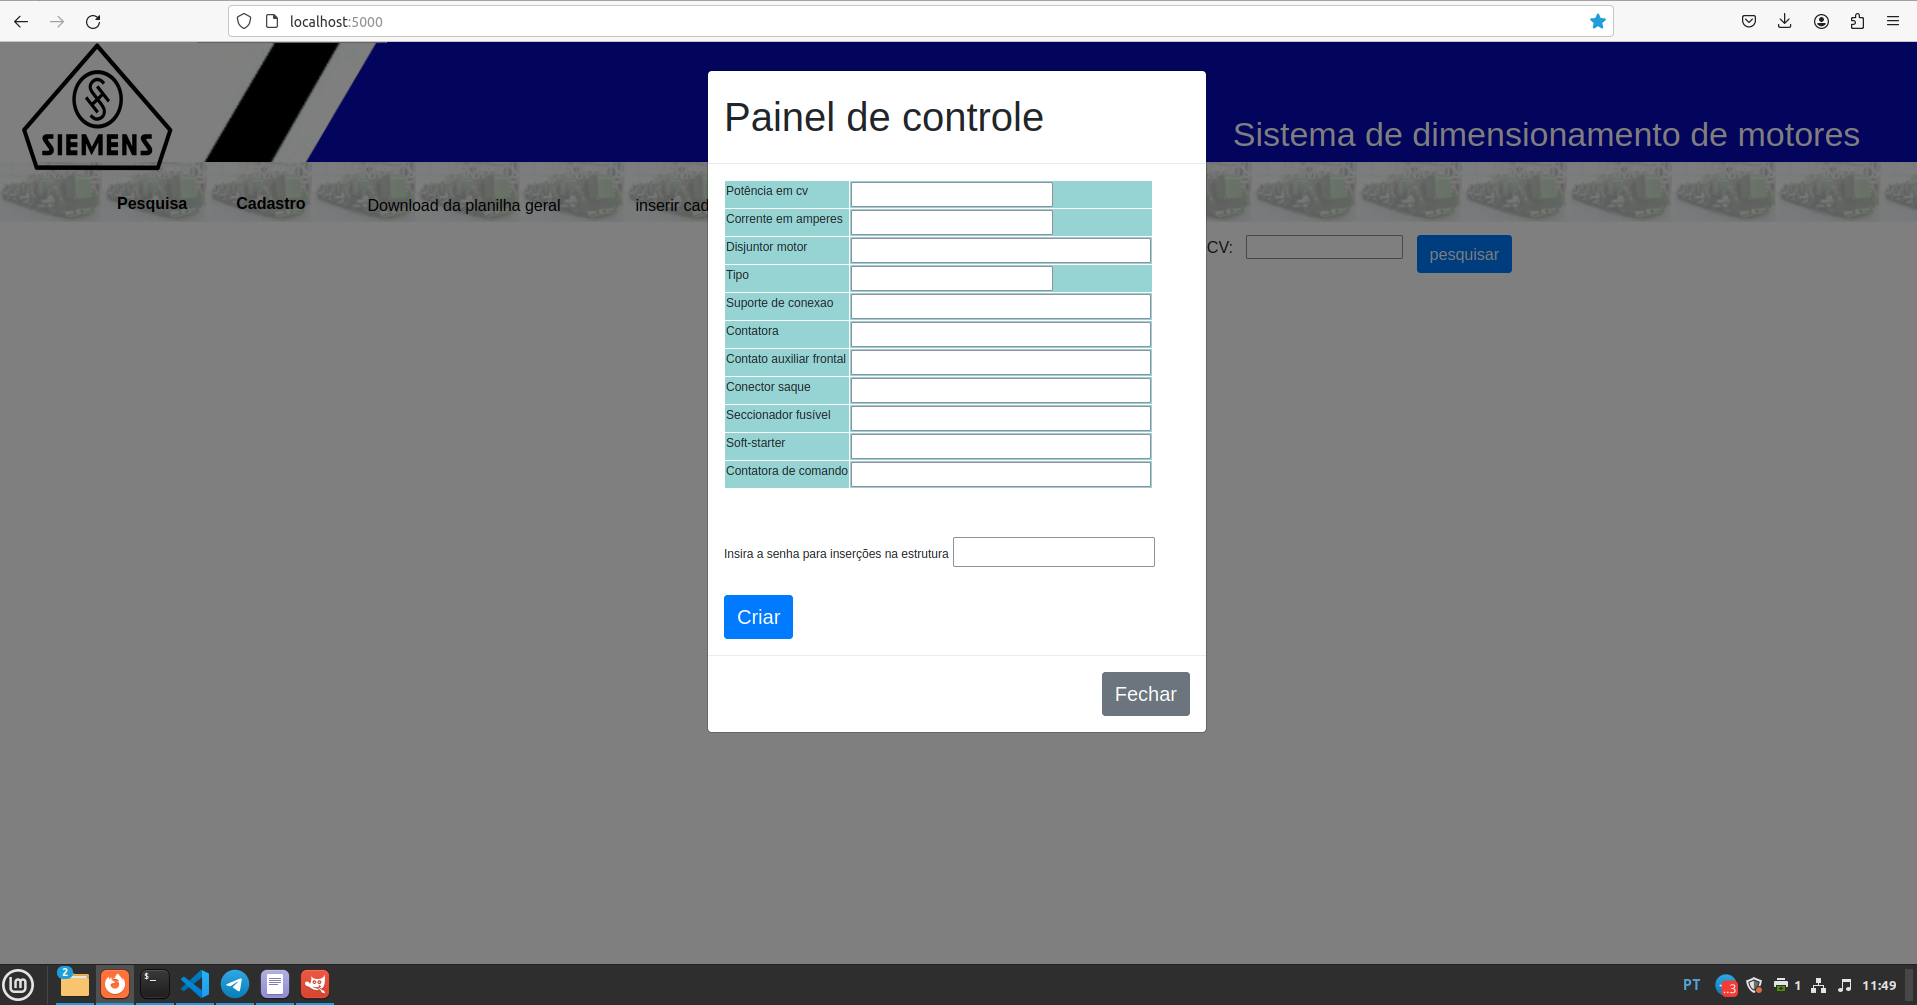 localhost:5000
SIEMENS
Sistema de dimensionamento de motores
Pesquisa
Cadastro
Download da planilha geral
inserir cad
CV:
pesquisar
Painel de controle
Potência em cv
Corrente em amperes
Disjuntor motor
Tipo
Suporte de conexao
Contatora
Contato auxiliar frontal
Conector saque
Seccionador fusível
Soft-starter
Contatora de comando
Insira a senha para inserções na estrutura
Criar
Fechar
2
PT
..3
1
11:49